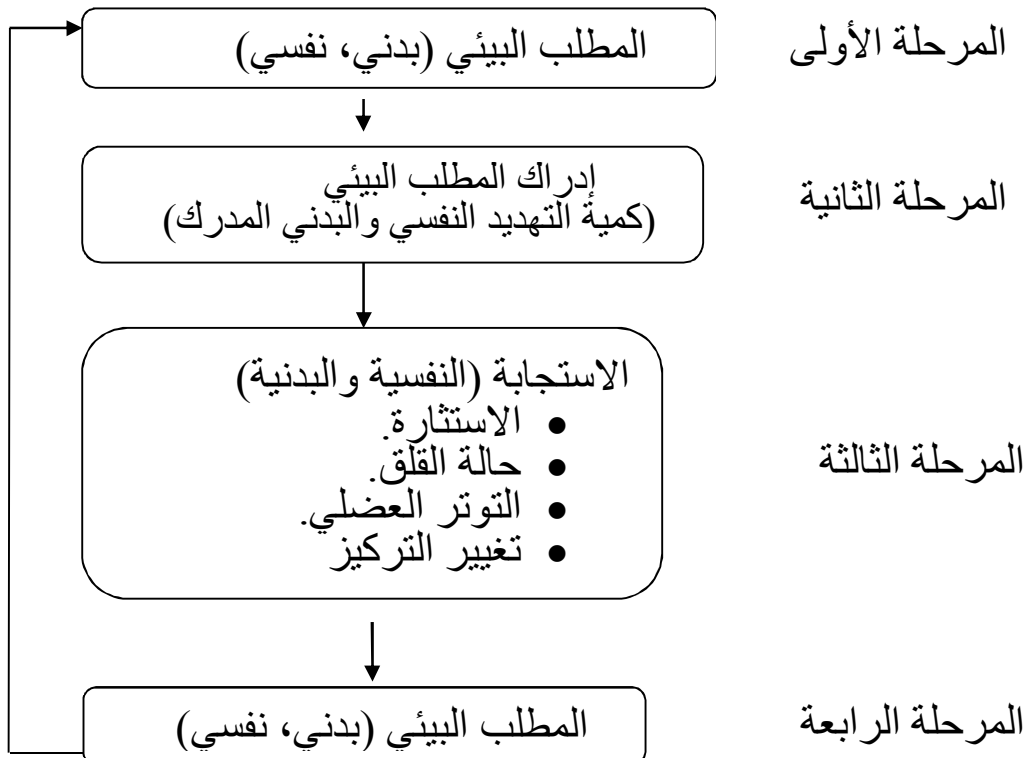 المرحلة الأولى
المطلب البيئي (بدني، نفسي)
المرحلة الثانية
إدراك المطلب البيئي
(كمية التهديد النفسي والبدني المدرك)
المرحلة الثالثة
الاستجابة (النفسية والبدنية)
• الاستثارة.
• حالة القلق.
• التوتر العضلي.
• تغيير التركيز
المرحلة الرابعة
المطلب البيئي (بدني، نفسي)